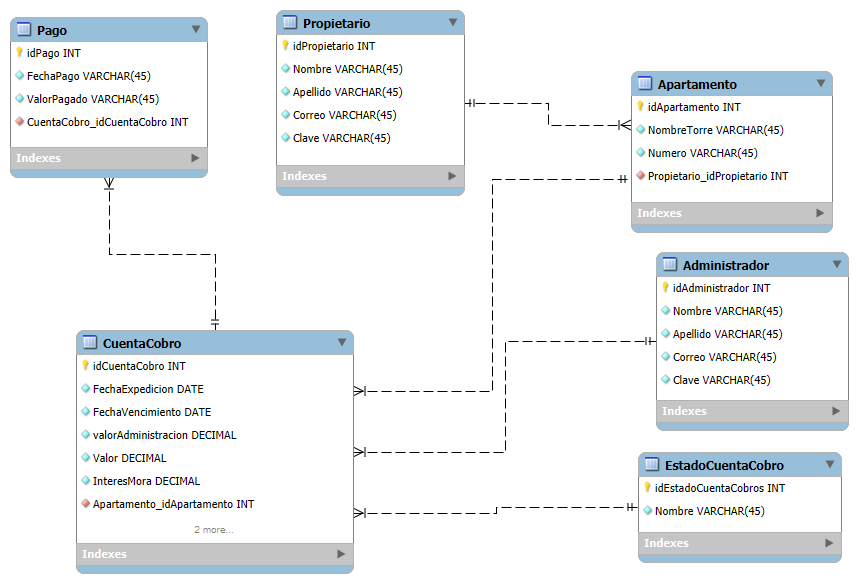 Pago
idPago INT
FechaPago VARCHAR(45)
ValorPagado VARCHAR(45)
CuentaCobro_idCuentaCobro INT
Indexes
Propietario
idPropietario INT
Nombre VARCHAR(45)
Apellido VARCHAR(45)
Correo VARCHAR(45)
Clave VARCHAR(45)
Indexes
Apartamento
idApartamento INT
NombreTorre VARCHAR(45)
Numero VARCHAR(45)
Propietario_idPropietario INT
Indexes
Administrador
idAdministrador INT
Nombre VARCHAR(45)
Apellido VARCHAR(45)
Correo VARCHAR(45)
Clave VARCHAR(45)
Indexes
CuentaCobro
idCuentaCobro INT
FechaExpedicion DATE
FechaVencimiento DATE
valorAdministracion DECIMAL
Valor DECIMAL
InteresMora DECIMAL
Apartamento_idApartamento INT
2 more...
Indexes
EstadoCuentaCobro
idEstadoCuentaCobros INT
Nombre VARCHAR(45)
Indexes